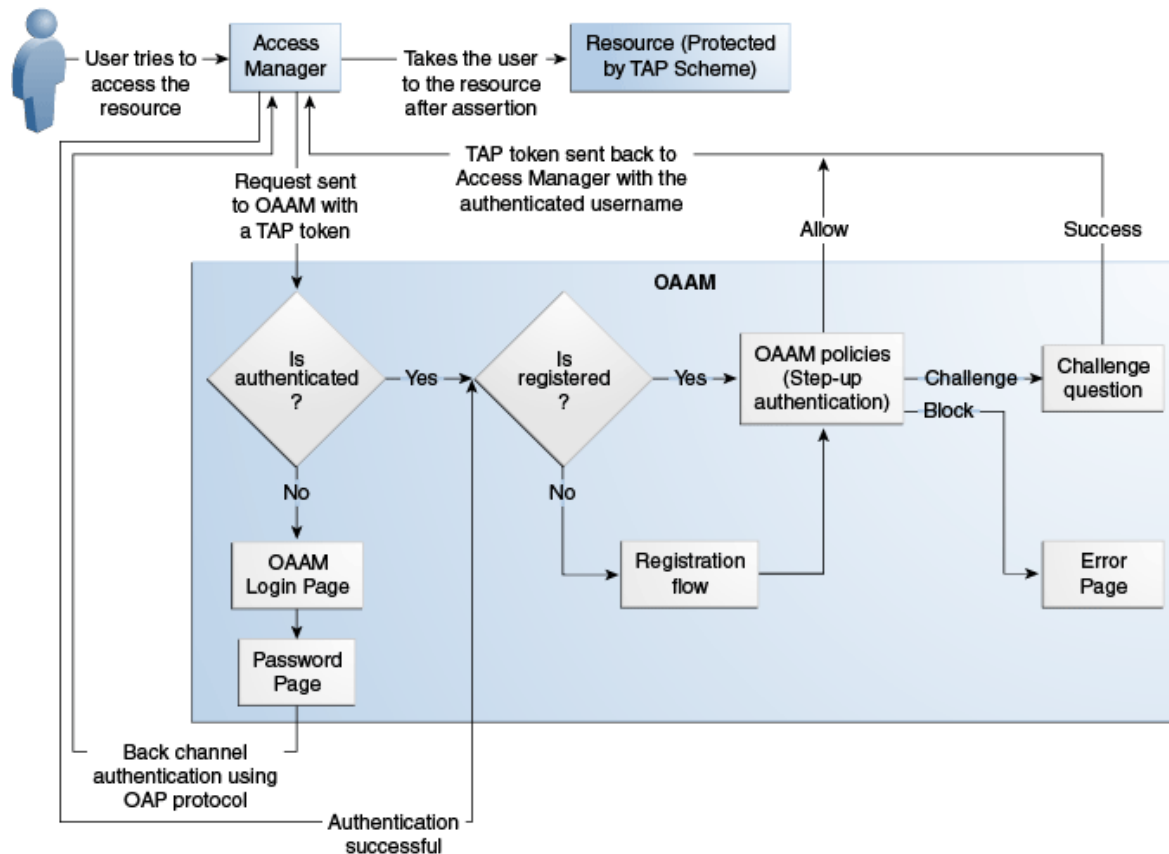 User tries to
access the
resource
Access
Manager
Takes the user
to the resource
after assertion
Resource (Protected
by TAP Scheme)
Request sent
to OAAM with
a TAP token
TAP token sent back to
Access Manager with the
authenticated username
Allow
Success
OAAM
Is
authenticated
?
Yes
Is
registered
?
Yes
OAAM policies
(Step-up
authentication)
Challenge
Block
Challenge
question
No
No
OAAM
Login Page
Registration
flow
Error
Page
Password
Page
Back channel
authentication using
OAP protocol
Authentication
successful